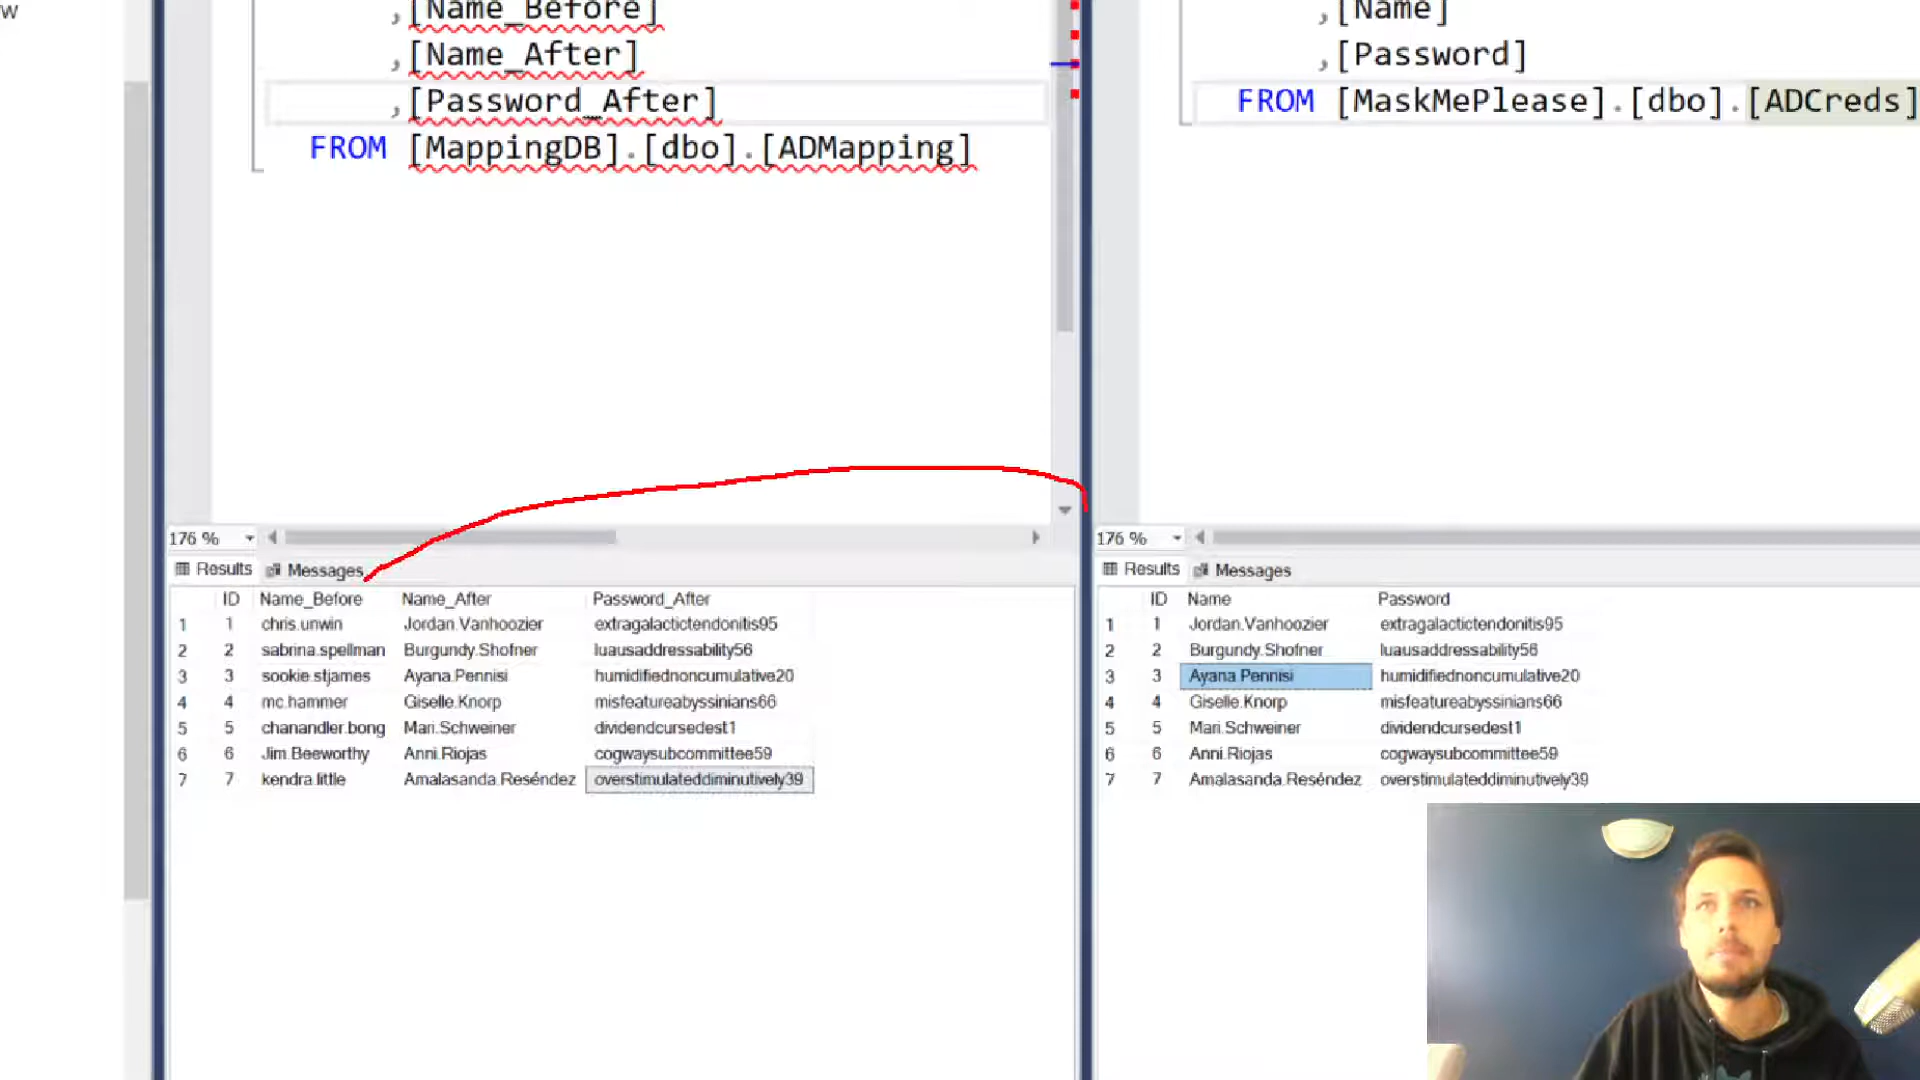 w
,[Name_Before]
,[Name_After]
,[Password_After]
FROM [MappingDB].[dbo].[ADMapping]
176 %
Results Messages
ID Name_Before Name_After Password_After
1 1 chris.unwin Jordan.Vanhoozier extragalactictendonitis95
2 2 sabrina.spellman Burgundy.Shofner luausaddressability56
3 3 sookie.stjames Ayana.Pennisi humidifiednoncumulative20
4 4 mc.hammer Giselle.Knorp misfeatureabyssinians66
5 5 chanandler.bong Mari.Schweiner dividendcursedest1
6 6 Jim.Beeworthy Anni.Riojas cogwaysubcommittee59
7 7 kendra.little Amalasanda.Reséndez overstimulateddiminutively39
,[Name]
,[Password]
FROM [MaskMePlease].[dbo].[ADCreds]
176 %
Results Messages
ID Name Password
1 1 Jordan.Vanhoozier extragalactictendonitis95
2 2 Burgundy.Shofner luausaddressability56
3 3 Ayana.Pennisi humidifiednoncumulative20
4 4 Giselle.Knorp misfeatureabyssinians66
5 5 Mari.Schweiner dividendcursedest1
6 6 Anni.Riojas cogwaysubcommittee59
7 7 Amalasanda.Reséndez overstimulateddiminutively39